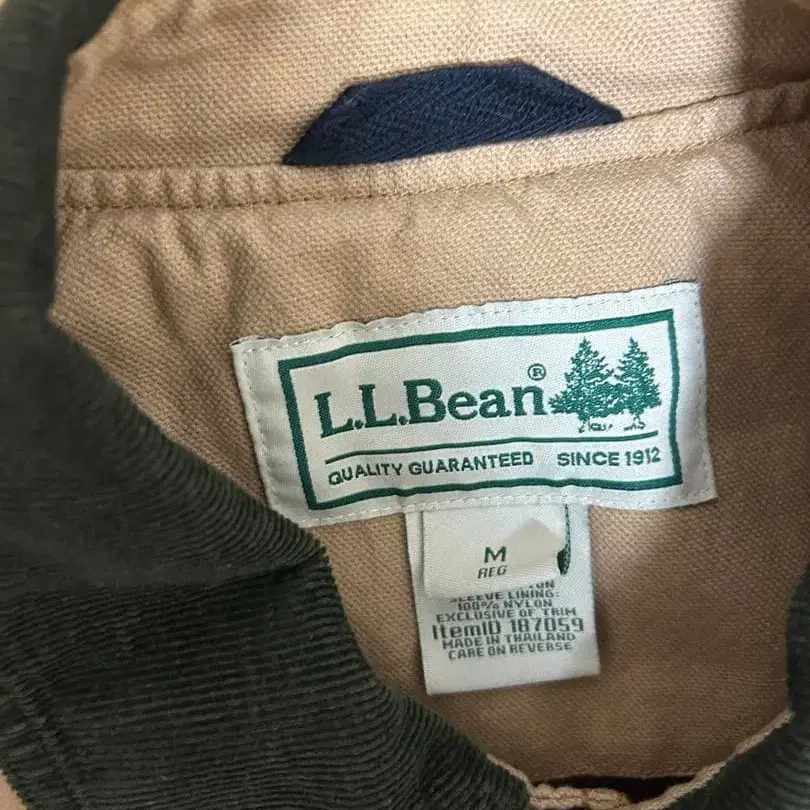 L.L.Bean®
QUALITY GUARANTEED SINCE 1912
M
REG
SLEEVE LINING:
100% NYLON
EXCLUSIVE OF TRIM
ItemID 187059
MADE IN THAILAND
CARE ON REVERSE